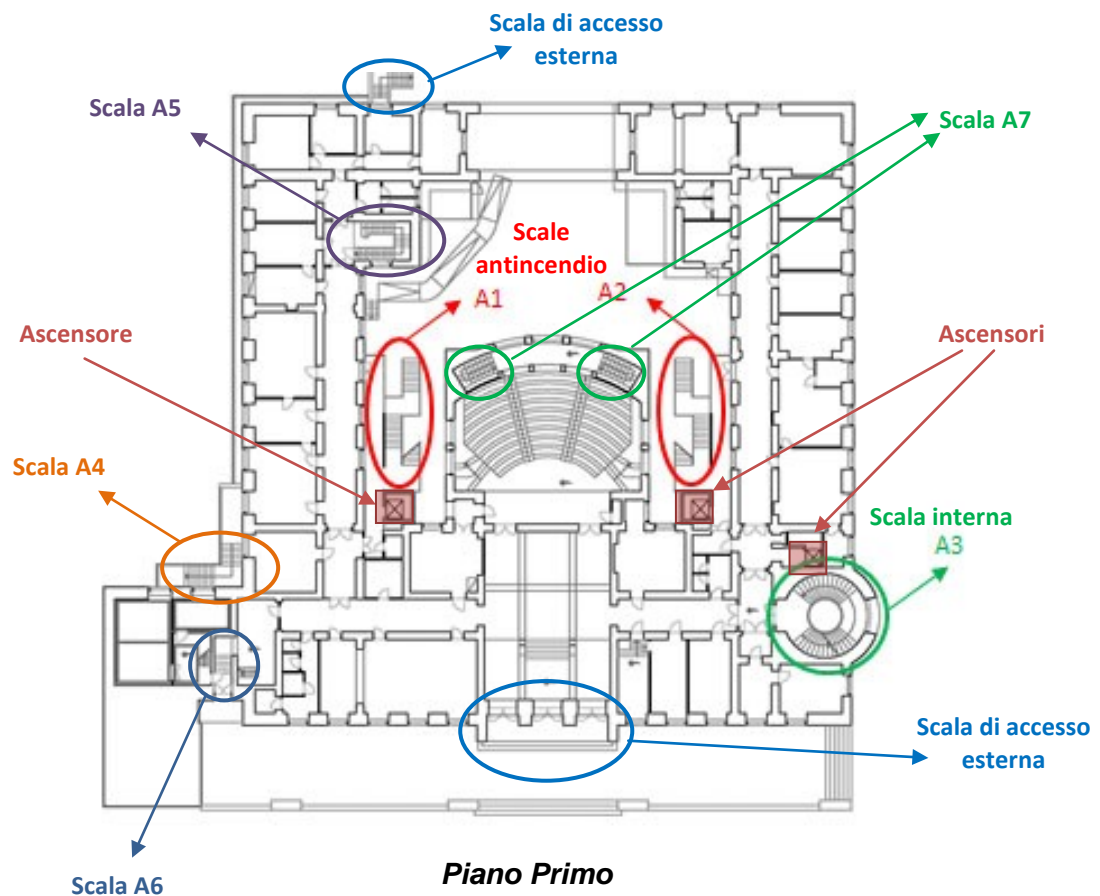 Scala di accesso
esterna
Scala A5
Scala A7
Scale
antincendio
A1
A2
Ascensore
Ascensori
Scala A4
Scala interna
A3
Scala di accesso
esterna
Scala A6
Piano Primo